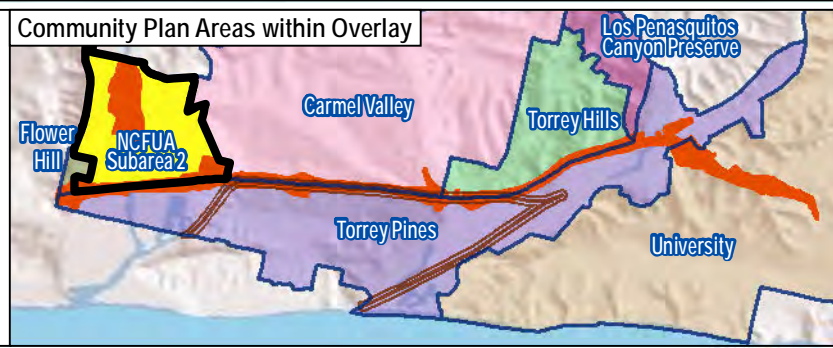 Community Plan Areas within Overlay
Los Penasquitos
Canyon Preserve
Carmel Valley
Torrey Hills
Flower
Hill
NCFUA
Subarea 2
Torrey Pines
University